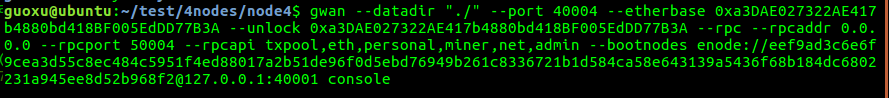 guoxu@ubuntu:~/test/4nodes/node4$ gwan --datadir "./" --port 40004 --etherbase 0xa3DAE027322AE417
b4880bd418BF005EdDD77B3A --unlock 0xa3DAE027322AE417b4880bd418BF005EdDD77B3A --rpc --rpcaddr 0.0.
0.0 --rpcport 50004 --rpcapi txpool,eth,personal,miner,net,admin --bootnodes enode://eef9ad3c6e6f
9cea3d55c8ec484c5951f4ed88017a2b51de96f0d5ebd76949b261c8336721b1d584ca58e643139a5436f68b184dc6802
231a945ee8d52b968f2@127.0.0.1:40001 console